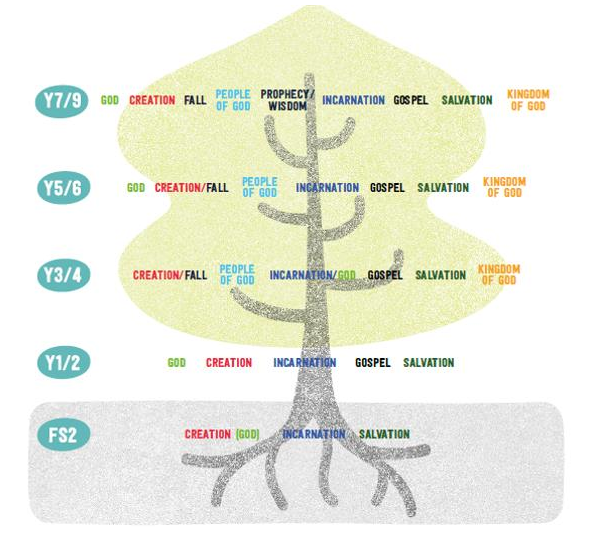 Y7/9 GOD CREATION FALL PEOPLE OF GOD PROPHECY/ WISDOM INCARNATION GOSPEL SALVATION KINGDOM OF GOD
Y5/6 GOD CREATION/FALL PEOPLE OF GOD INCARNATION GOSPEL SALVATION KINGDOM OF GOD
Y3/4 CREATION/FALL PEOPLE OF GOD INCARNATION/GOD GOSPEL SALVATION KINGDOM OF GOD
Y1/2 GOD CREATION INCARNATION GOSPEL SALVATION
FS2 CREATION (GOD) INCARNATION SALVATION